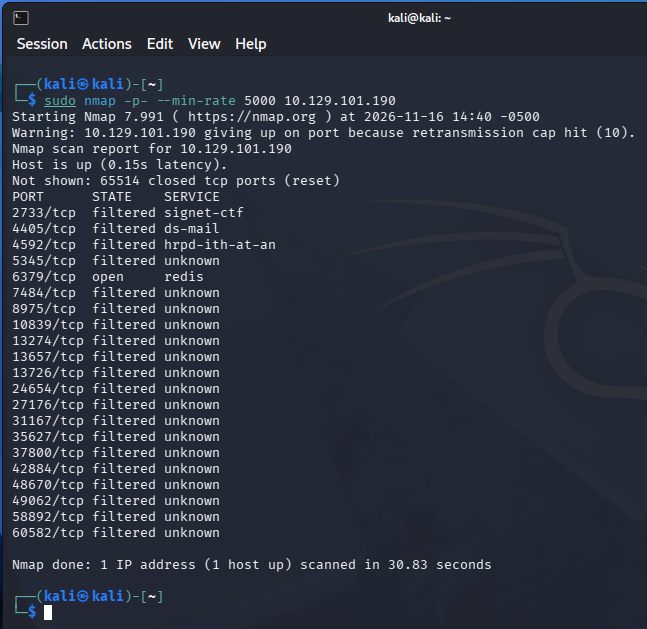 kali@kali: ~
Session Actions Edit View Help
┌──(kali㉿kali)-[~]
└─$ sudo nmap -p- --min-rate 5000 10.129.101.190
Starting Nmap 7.991 ( https://nmap.org ) at 2026-11-16 14:40 -0500
Warning: 10.129.101.190 giving up on port because retransmission cap hit (10).
Nmap scan report for 10.129.101.190
Host is up (0.15s latency).
Not shown: 65514 closed tcp ports (reset)
PORT      STATE    SERVICE
2733/tcp  filtered signet-ctf
4405/tcp  filtered ds-mail
4592/tcp  filtered hrpd-ith-at-an
5345/tcp  filtered unknown
6379/tcp  open     redis
7484/tcp  filtered unknown
8975/tcp  filtered unknown
10839/tcp filtered unknown
13274/tcp filtered unknown
13657/tcp filtered unknown
13726/tcp filtered unknown
24654/tcp filtered unknown
27176/tcp filtered unknown
31167/tcp filtered unknown
35627/tcp filtered unknown
37800/tcp filtered unknown
42884/tcp filtered unknown
48670/tcp filtered unknown
49062/tcp filtered unknown
58892/tcp filtered unknown
60582/tcp filtered unknown
Nmap done: 1 IP address (1 host up) scanned in 30.83 seconds
┌──(kali㉿kali)-[~]
└─$